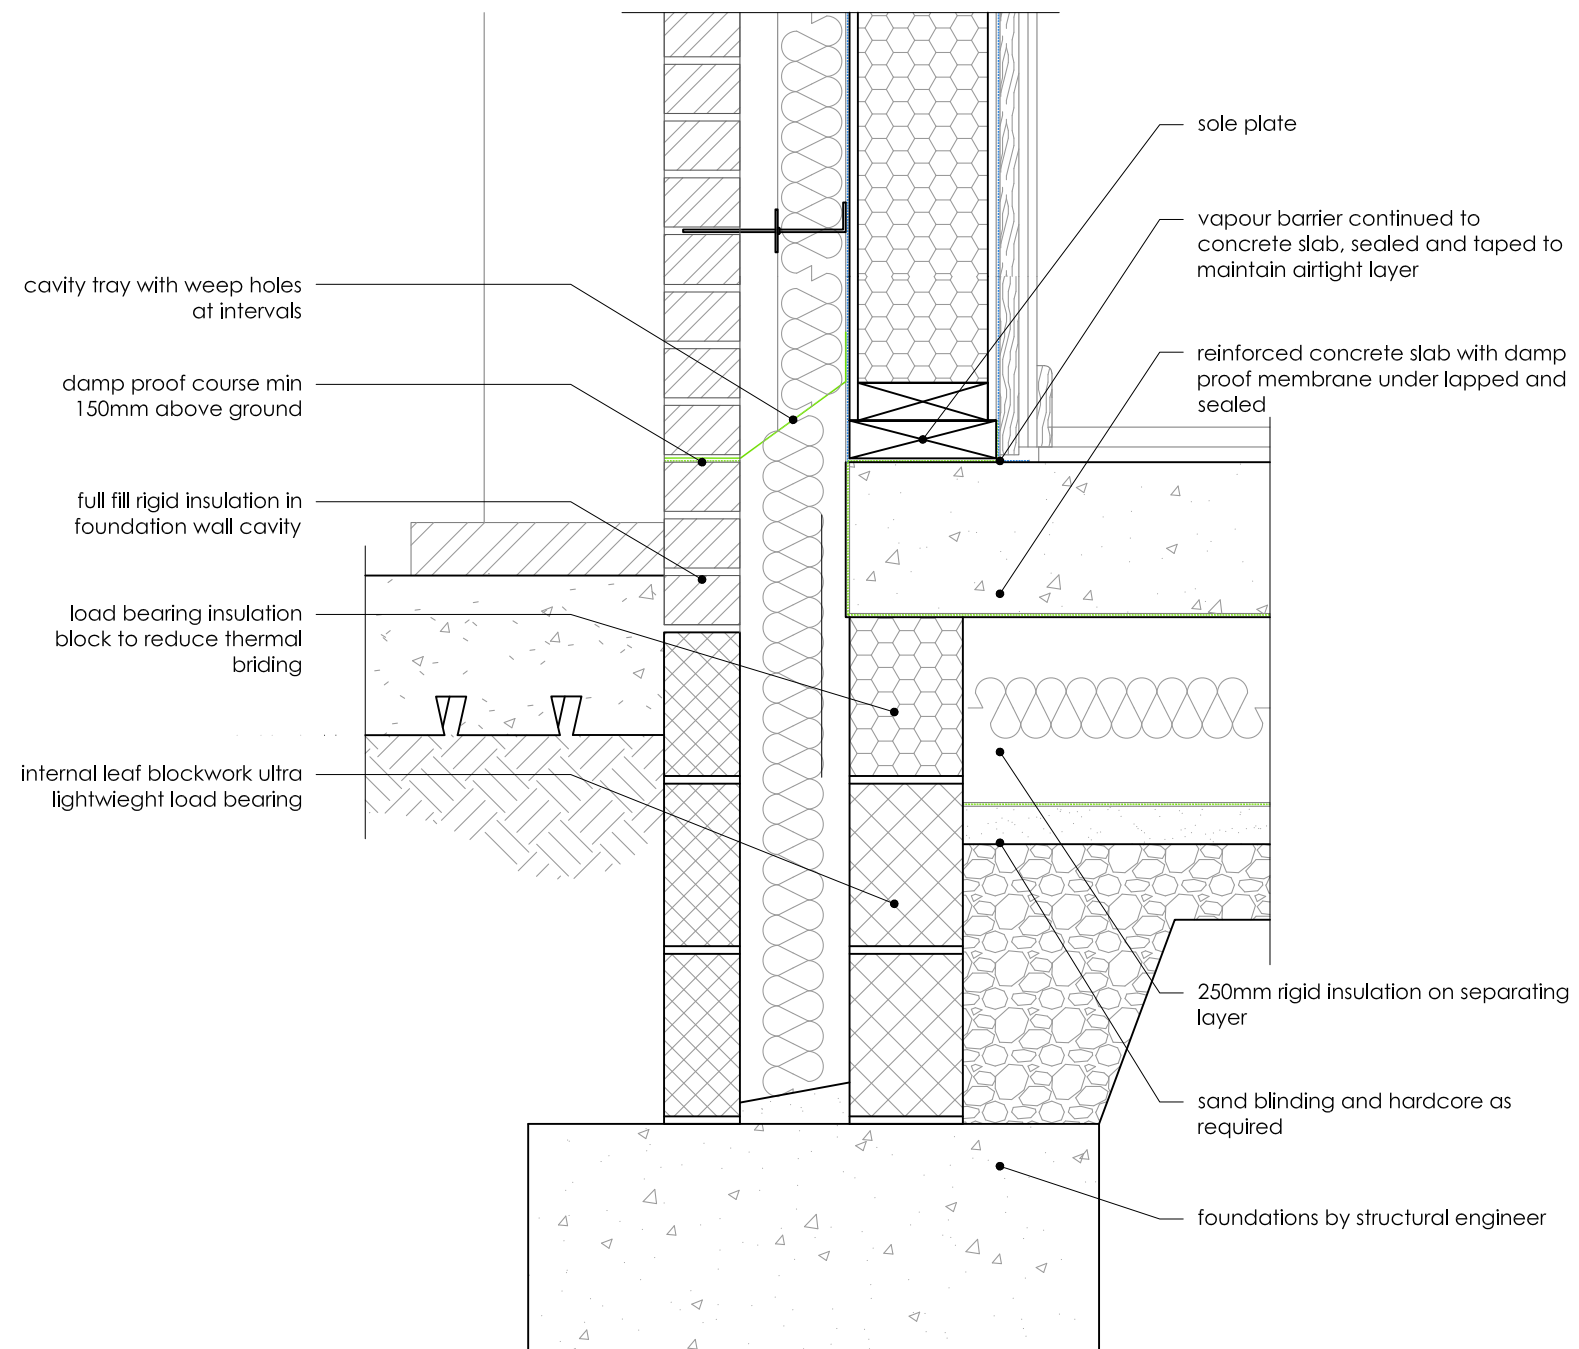 cavity tray with weep holes
at intervals
damp proof course min
150mm above ground
full fill rigid insulation in
foundation wall cavity
load bearing insulation
block to reduce thermal
briding
internal leaf blockwork ultra
lightwieght load bearing
sole plate
vapour barrier continued to
concrete slab, sealed and taped to
maintain airtight layer
reinforced concrete slab with damp
proof membrane under lapped and
sealed
250mm rigid insulation on separating
layer
sand blinding and hardcore as
required
foundations by structural engineer